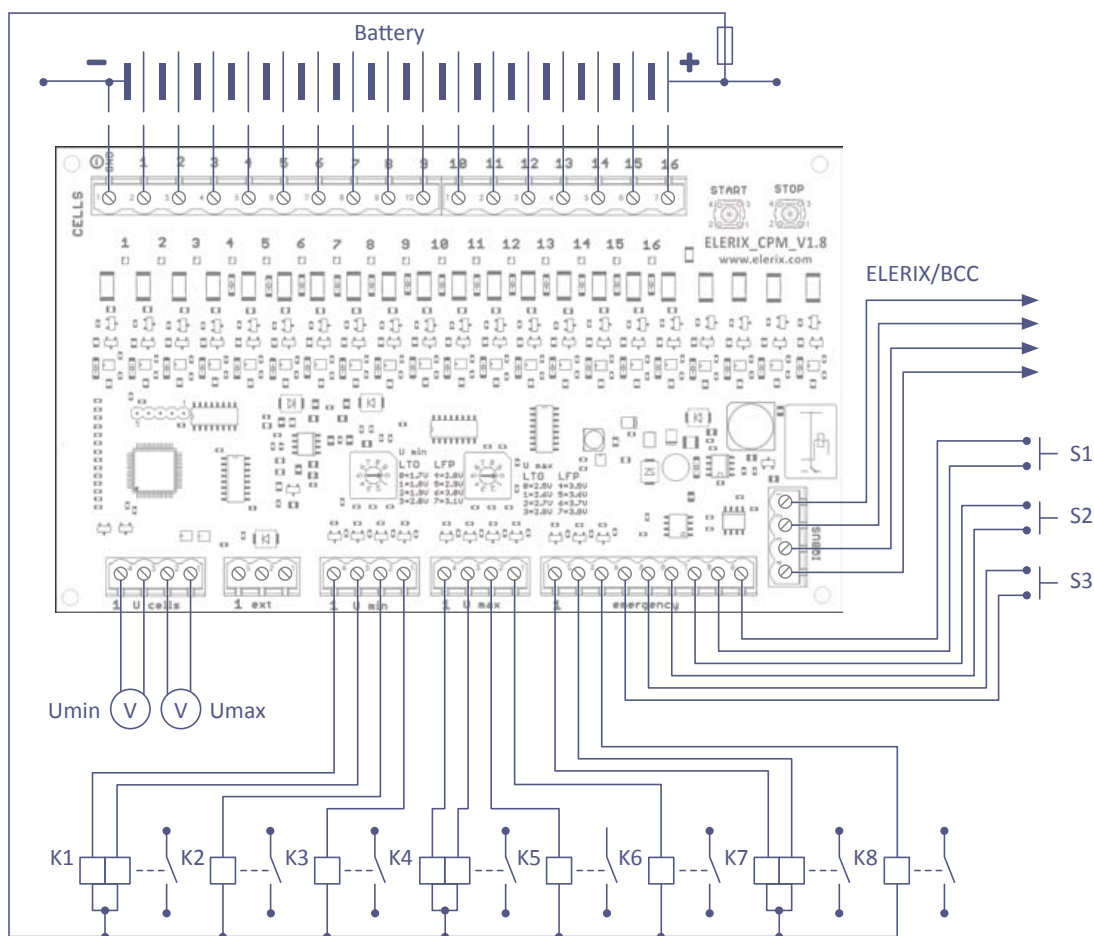 Battery
- +
GND 1 2 3 4 5 6 7 8 9 10 11 12 13 14 15 16
CELLS
START STOP
1 2 3 4 5 6 7 8 9 10 11 12 13 14 15 16
ELERIX_CPM_V1.8
www.elerix.com
ELERIX/BCC
U min
LTO LFP
U max
LTO LFP
S1
S2
S3
IQBUS
1 U cells
1 ext
1 U min
1 U max
1 emergency
Umin V V Umax
K1 K2 K3 K4 K5 K6 K7 K8